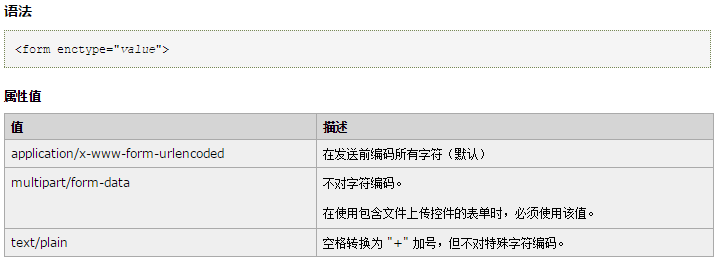 语法
<form enctype="value">
属性值
值 描述
application/x-www-form-urlencoded 在发送前编码所有字符（默认）
multipart/form-data 不对字符编码。
在使用包含文件上传控件的表单时，必须使用该值。
text/plain 空格转换为 "+" 加号，但不对特殊字符编码。